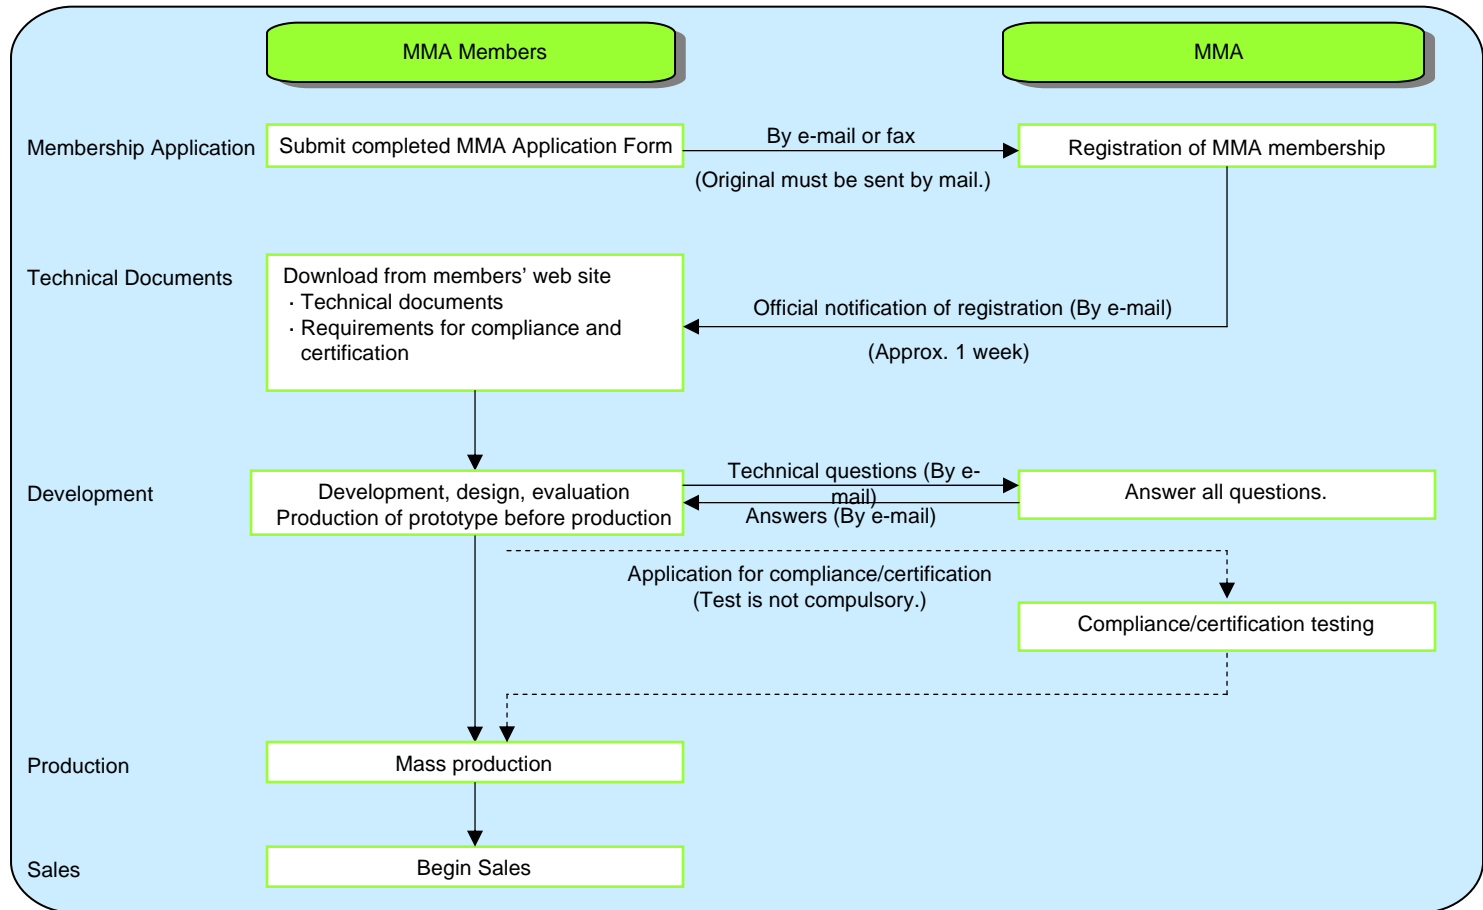 MMA Members
MMA
Membership Application
Submit completed MMA Application Form
By e-mail or fax
(Original must be sent by mail.)
Registration of MMA membership
Technical Documents
Download from members’ web site
· Technical documents
· Requirements for compliance and
certification
Official notification of registration (By e-mail)
(Approx. 1 week)
Development
Development, design, evaluation
Production of prototype before production
Technical questions (By e-
mail)
Answers (By e-mail)
Answer all questions.
Application for compliance/certification
(Test is not compulsory.)
Compliance/certification testing
Production
Mass production
Sales
Begin Sales